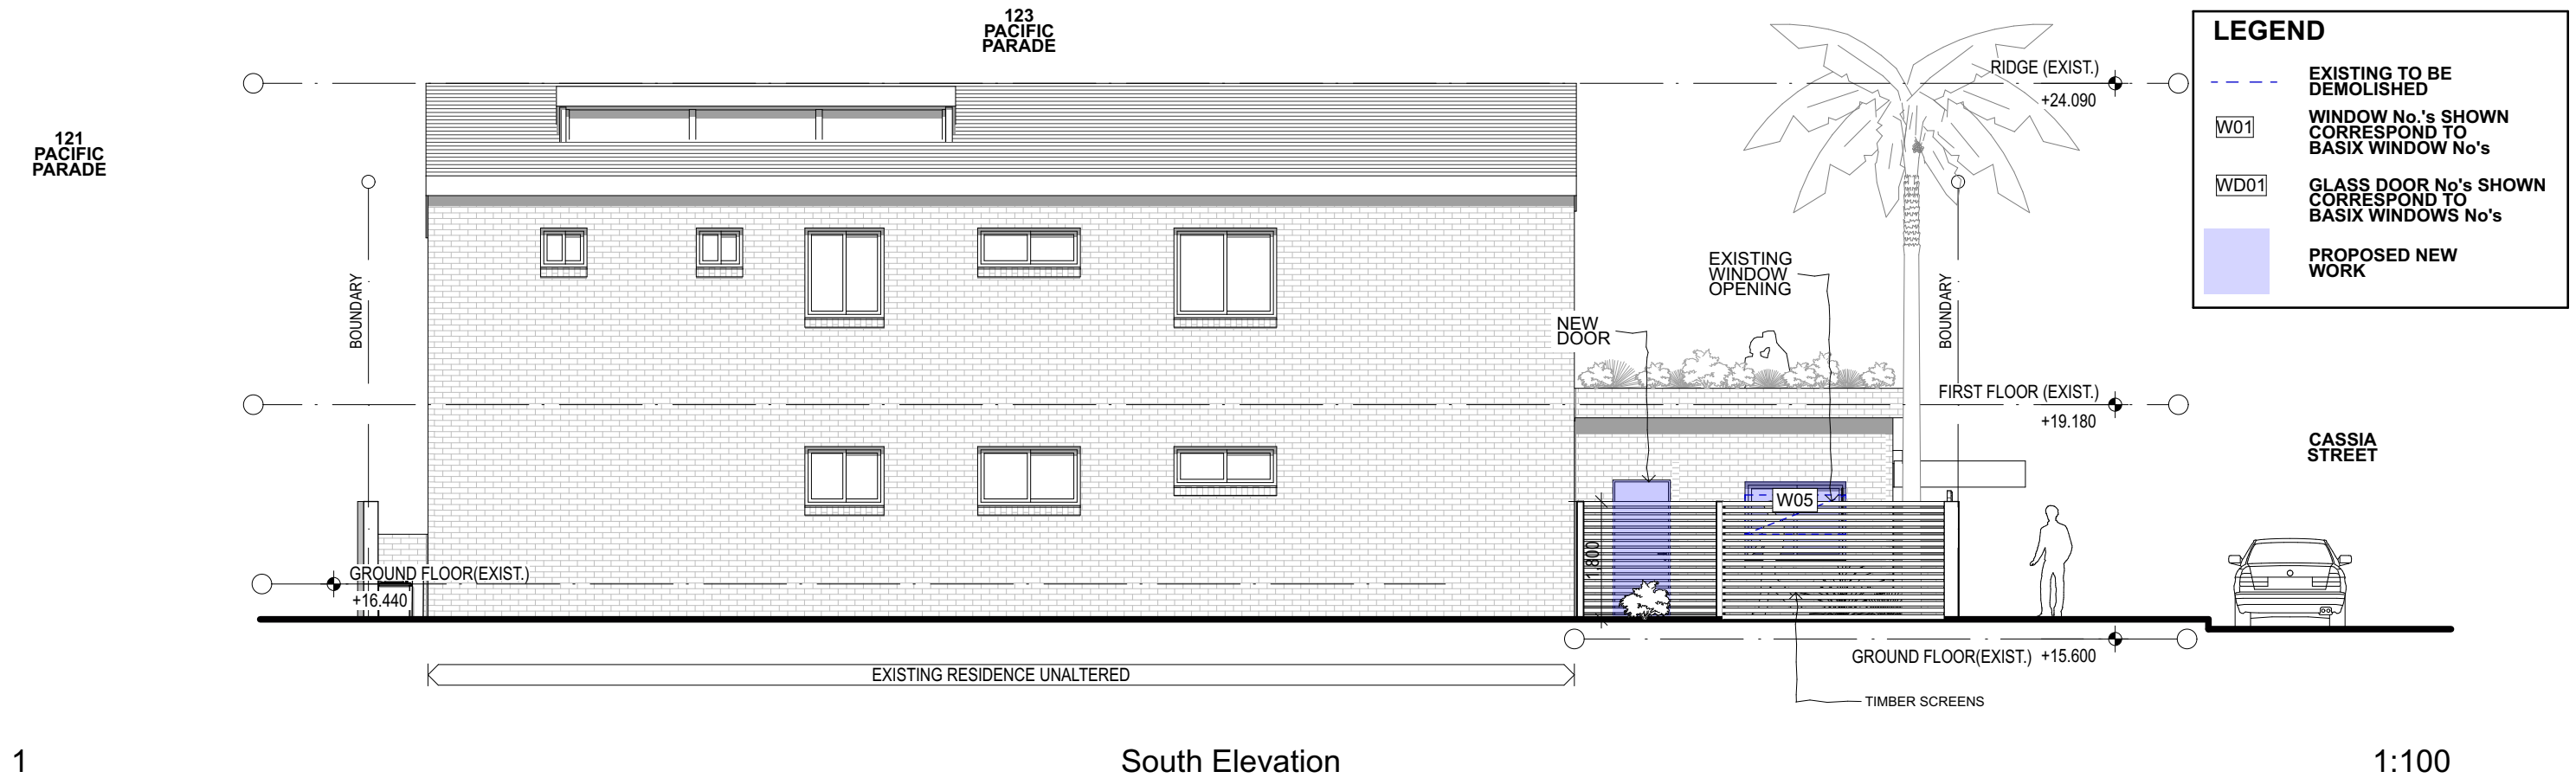 123
PACIFIC
PARADE
121
PACIFIC
PARADE
RIDGE (EXIST.)
+24.090
LEGEND
EXISTING TO BE
DEMOLISHED
W01
WINDOW No.'s SHOWN
CORRESPOND TO
BASIX WINDOW No's
WD01
GLASS DOOR No's SHOWN
CORRESPOND TO
BASIX WINDOWS No's
PROPOSED NEW
WORK
BOUNDARY
EXISTING
WINDOW
OPENING
BOUNDARY
NEW
DOOR
FIRST FLOOR (EXIST.)
+19.180
CASSIA
STREET
W05
1,800
GROUND FLOOR(EXIST.)
+16.440
GROUND FLOOR(EXIST.) +15.600
EXISTING RESIDENCE UNALTERED
TIMBER SCREENS
1
South Elevation
1:100